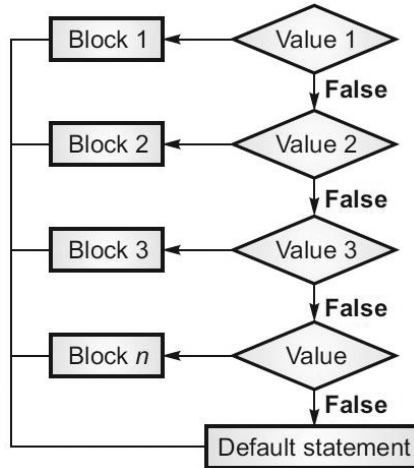 Block 1
Value 1
False
Block 2
Value 2
False
Block 3
Value 3
False
Block n
Value
False
Default statement